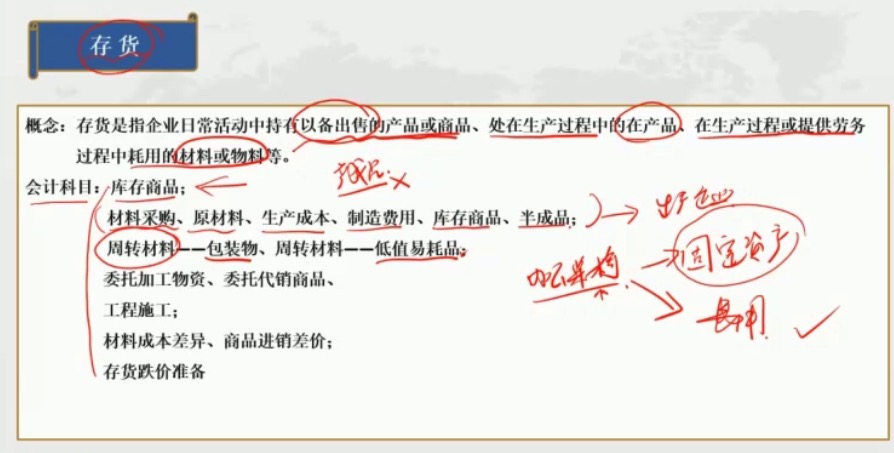 存货
概念：存货是指企业日常活动中持有以备出售的产品或商品、处在生产过程中的在产品、在生产过程或提供劳务
过程中耗用的材料或物料等。
会计科目：库存商品；
材料采购、原材料、生产成本、制造费用、库存商品、半成品；
周转材料——包装物、周转材料——低值易耗品；
委托加工物资、委托代销商品、
工程施工；
材料成本差异、商品进销差价；
存货跌价准备
固定资产
费用